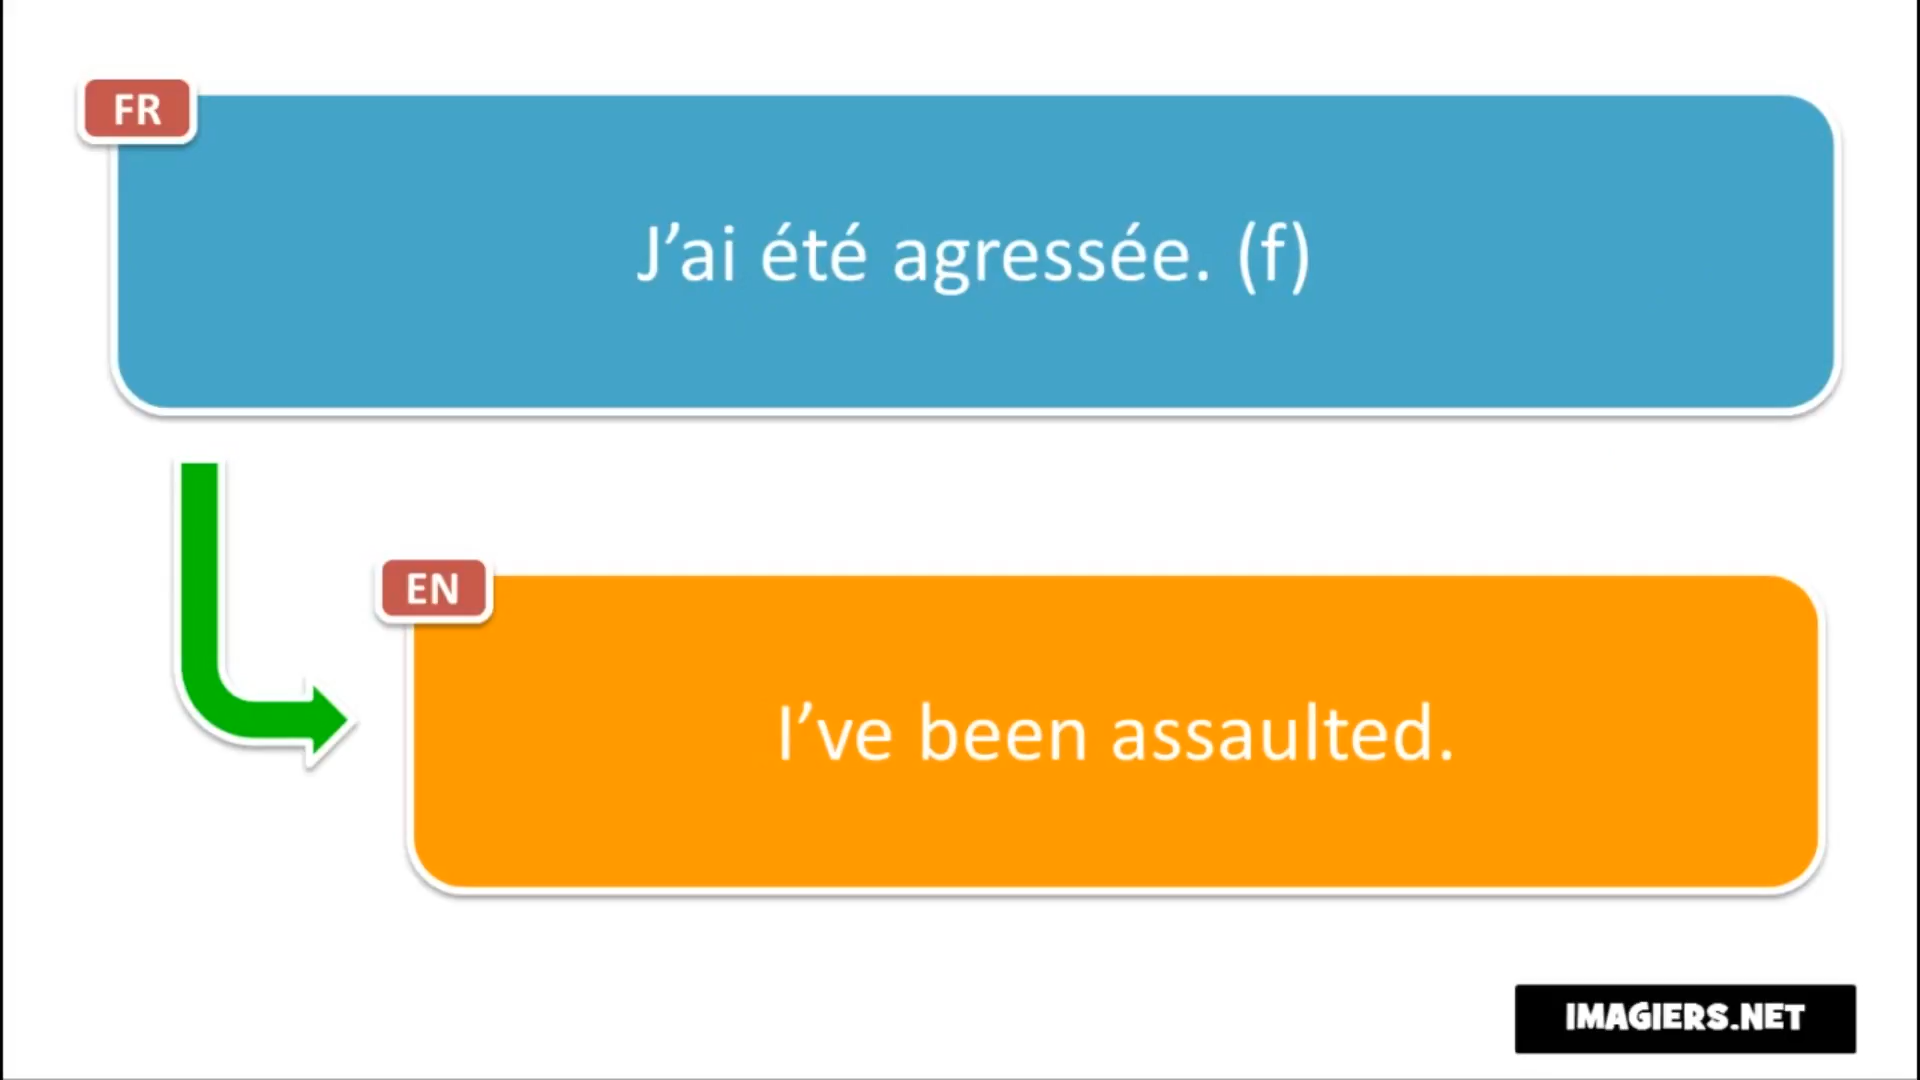 FR
J’ai été agressée. (f)
EN
I’ve been assaulted.
IMAGIERS.NET